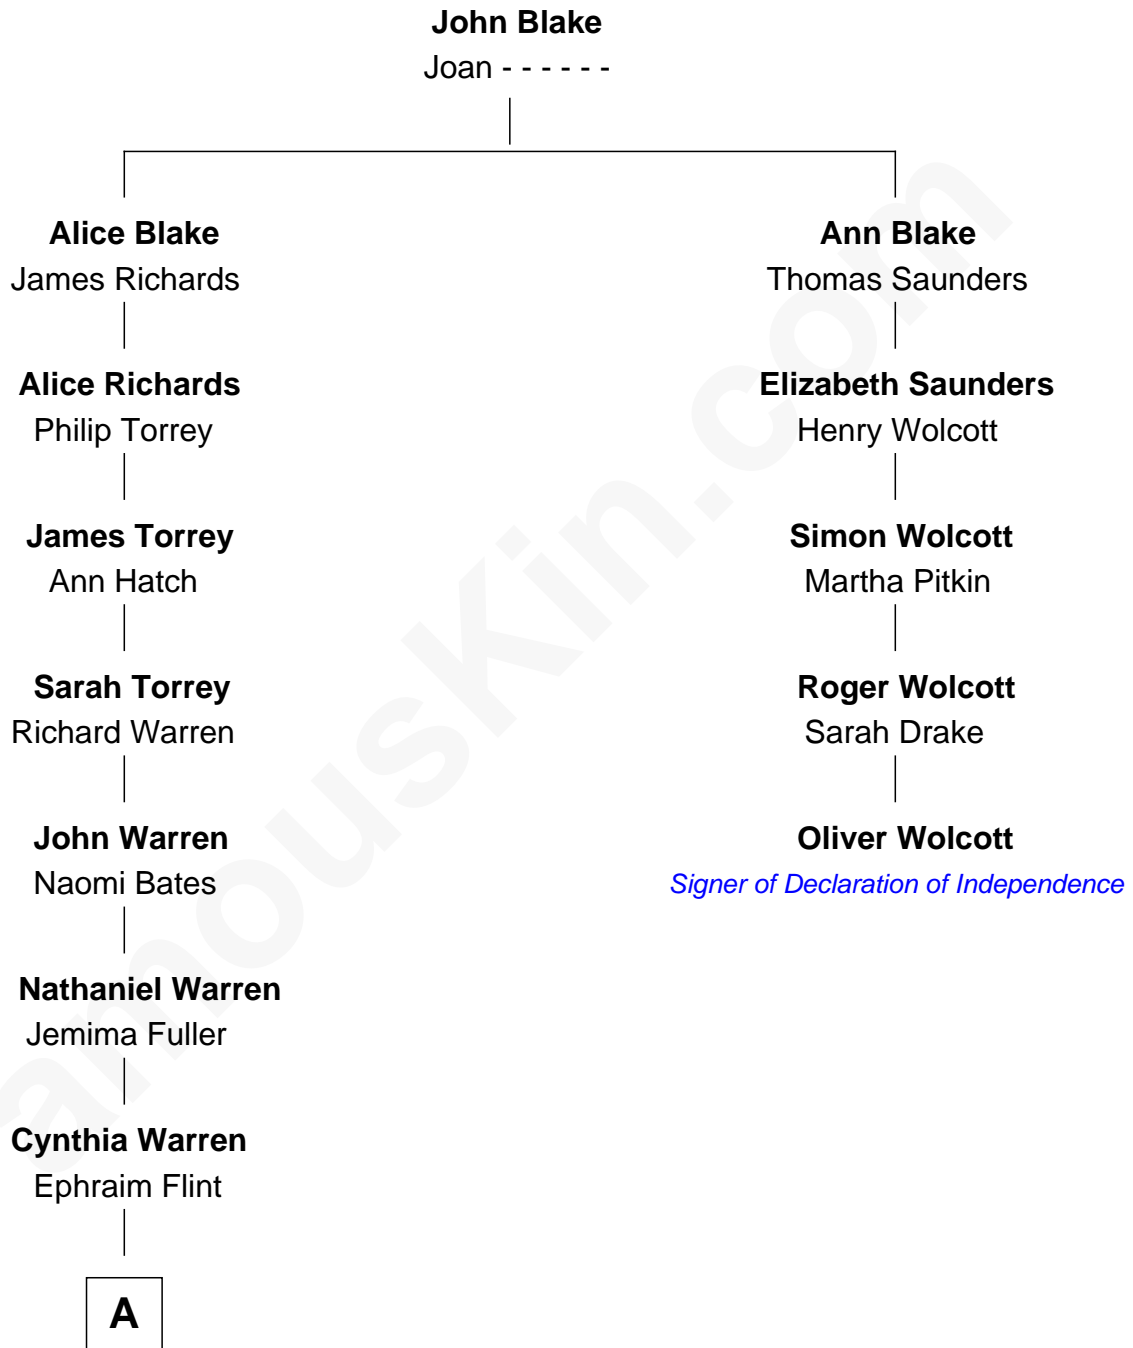 John Blake
Joan - - - - - -
Alice Blake
James Richards
Ann Blake
Thomas Saunders
Alice Richards
Philip Torrey
Elizabeth Saunders
Henry Wolcott
James Torrey
Ann Hatch
Simon Wolcott
Martha Pitkin
Sarah Torrey
Richard Warren
Roger Wolcott
Sarah Drake
John Warren
Naomi Bates
Oliver Wolcott
Signer of Declaration of Independence
Nathaniel Warren
Jemima Fuller
Cynthia Warren
Ephraim Flint
A
amousKin.com